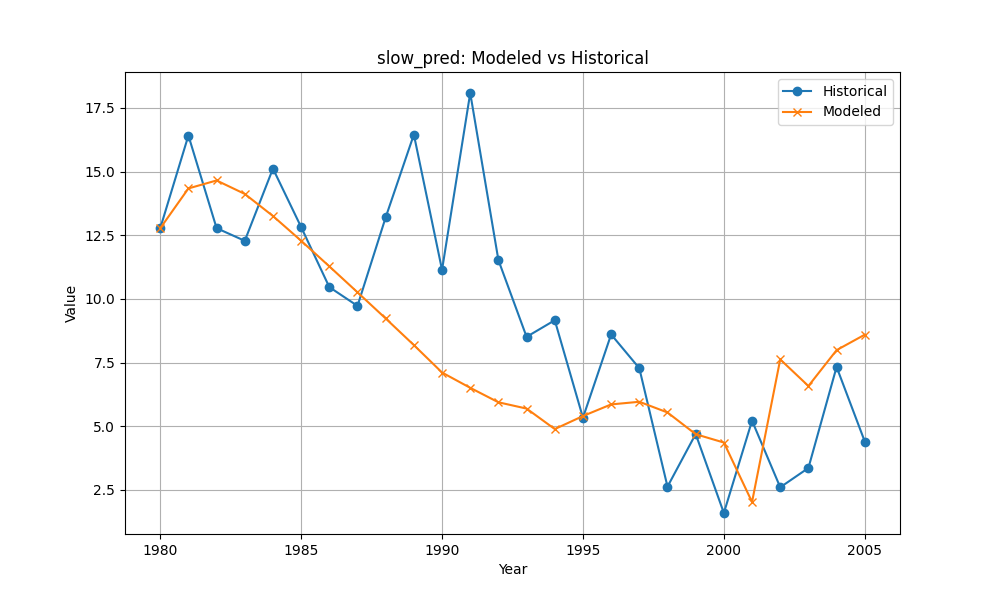 slow_pred: Modeled vs Historical
Historical
Modeled
17.5
15.0
12.5
10.0
7.5
5.0
2.5
Value
1980
1985
1990
1995
2000
2005
Year